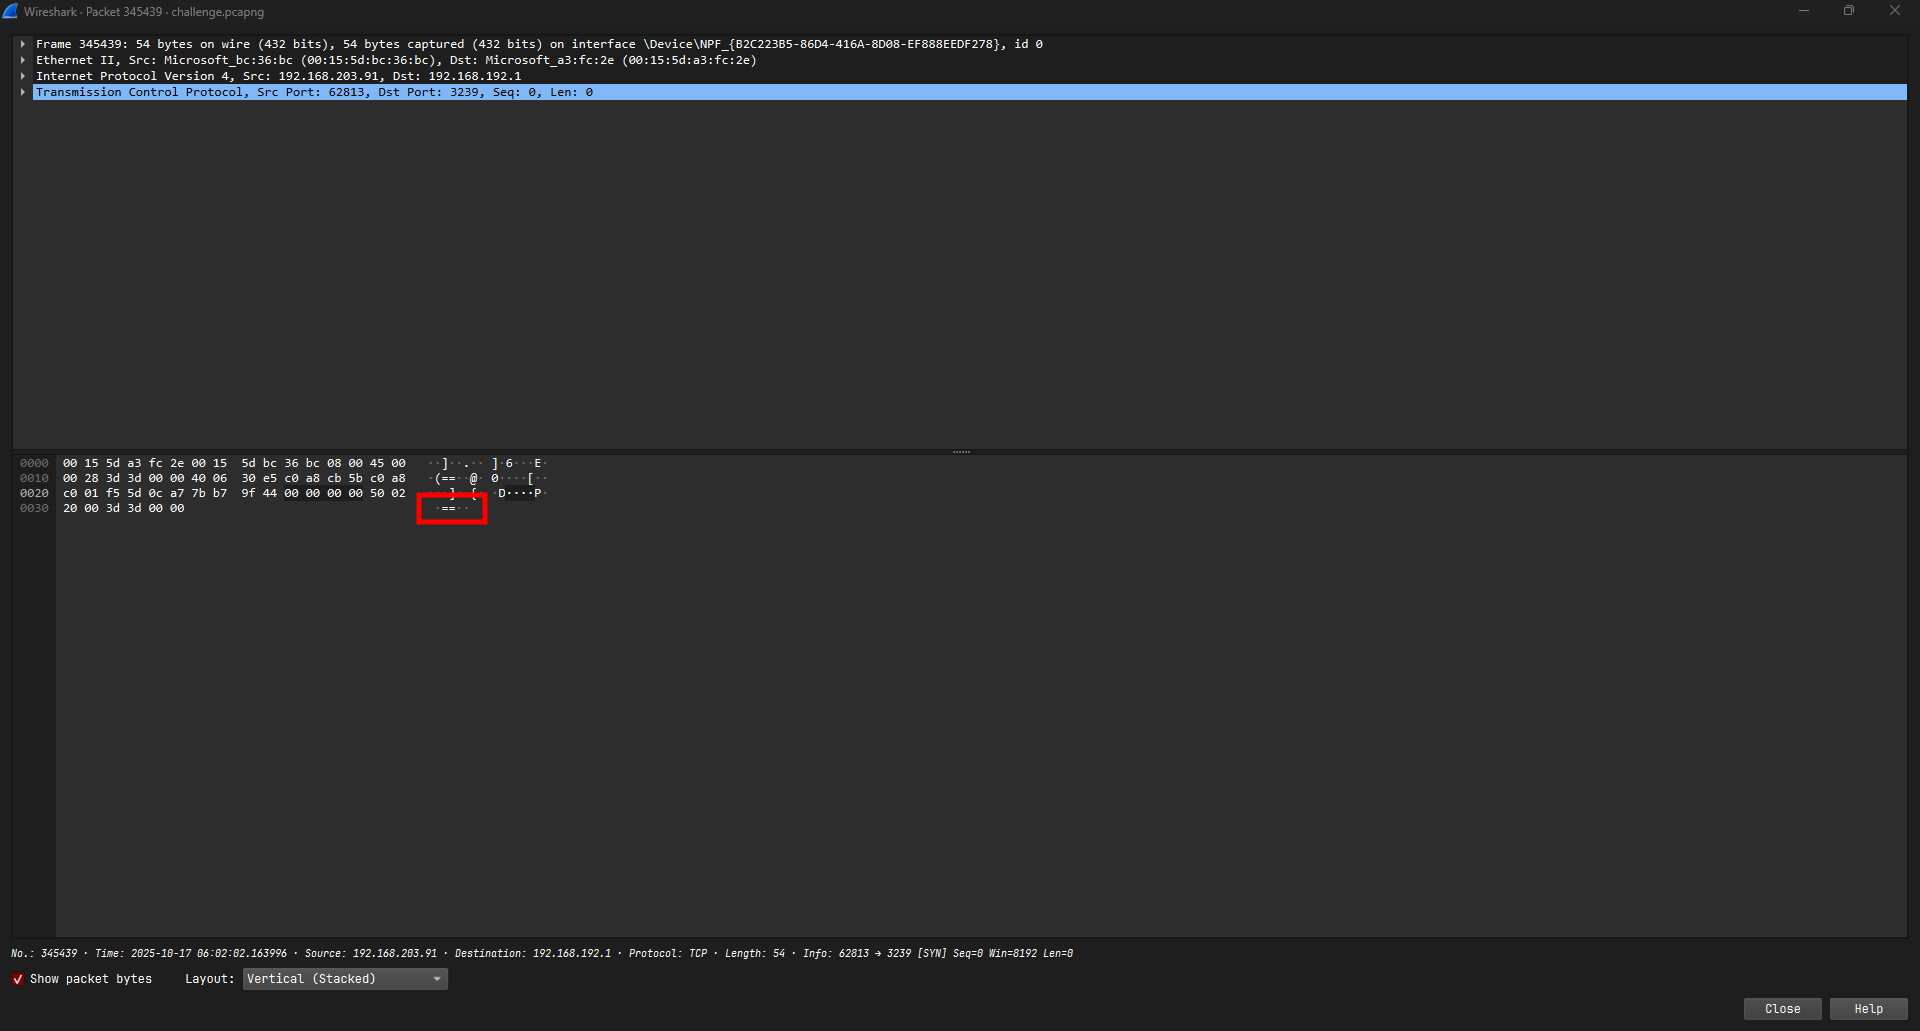 Wireshark · Packet 345439 · challenge.pcapng
Frame 345439: 54 bytes on wire (432 bits), 54 bytes captured (432 bits) on interface \Device\NPF_{B2C223B5-86D4-416A-8D08-EF888EEDF278}, id 0
Ethernet II, Src: Microsoft_bc:36:bc (00:15:5d:bc:36:bc), Dst: Microsoft_a3:fc:2e (00:15:5d:a3:fc:2e)
Internet Protocol Version 4, Src: 192.168.203.91, Dst: 192.168.192.1
Transmission Control Protocol, Src Port: 62813, Dst Port: 3239, Seq: 0, Len: 0
0000 00 15 5d a3 fc 2e 00 15 5d bc 36 bc 08 00 45 00 ··]··.·· ]·6···E·
0010 00 28 3d 3d 00 00 40 06 30 e5 c0 a8 cb 5b c0 a8 ·(==··@· 0····[··
0020 c0 01 f5 5d 0c a7 7b b7 9f 44 00 00 00 00 50 02 ···]··{· ·D····P·
0030 20 00 3d 3d 00 00 ·==··
No.: 345439 · Time: 2025-10-17 06:02:02.163996 · Source: 192.168.203.91 · Destination: 192.168.192.1 · Protocol: TCP · Length: 54 · Info: 62813 → 3239 [SYN] Seq=0 Win=8192 Len=0
Show packet bytes Layout: Vertical (Stacked)
Close Help